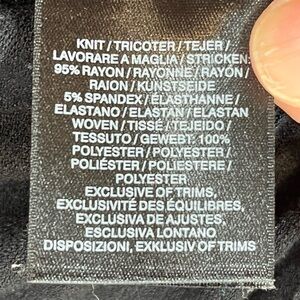 KNIT / TRICOTER / TEJER /
LAVORARE A MAGLIA / STRICKEN:
95% RAYON / RAYONNE / RAYON /
RAION / KUNSTSEIDE
5% SPANDEX / ÉLASTHANNE /
ELASTANO / ELASTAN / ELASTAN
WOVEN / TISSÉ / TEJEIDO /
TESSUTO / GEWEBT: 100%
POLYESTER / POLYESTER /
POLIÉSTER / POLIESTERE /
POLYESTER
EXCLUSIVE OF TRIMS,
EXCLUSIVITÉ DES ÉQUILIBRES,
EXCLUSIVA DE AJUSTES,
ESCLUSIVA LONTANO
DISPOSIZIONI, EXKLUSIV OF TRIMS